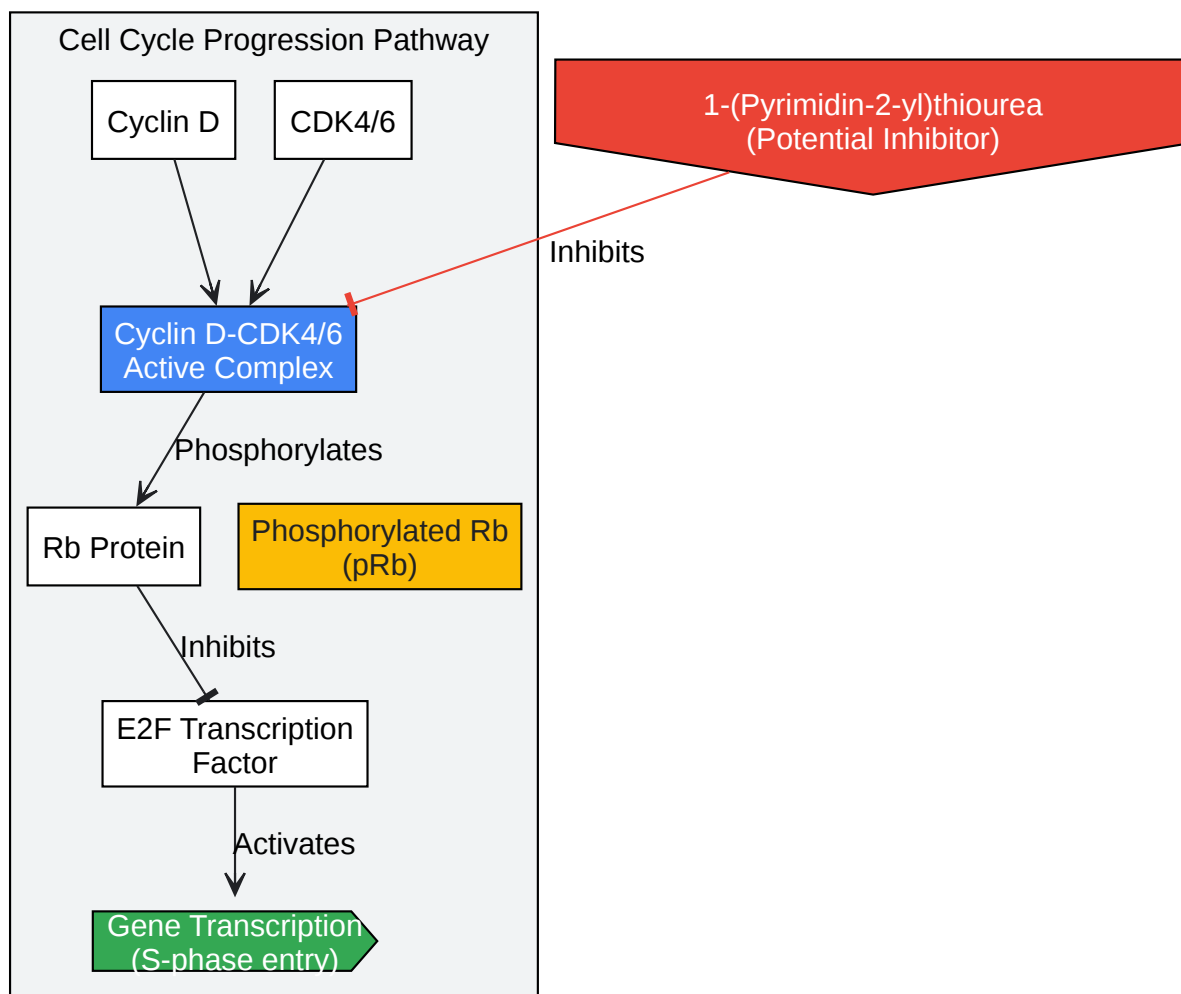 Cell Cycle Progression Pathway
Cyclin D
CDK4/6
1-(Pyrimidin-2-yl)thiourea
(Potential Inhibitor)
Inhibits
Cyclin D-CDK4/6
Active Complex
Phosphorylates
Rb Protein
Phosphorylated Rb
(pRb)
Inhibits
E2F Transcription
Factor
Activates
Gene Transcription
(S-phase entry)